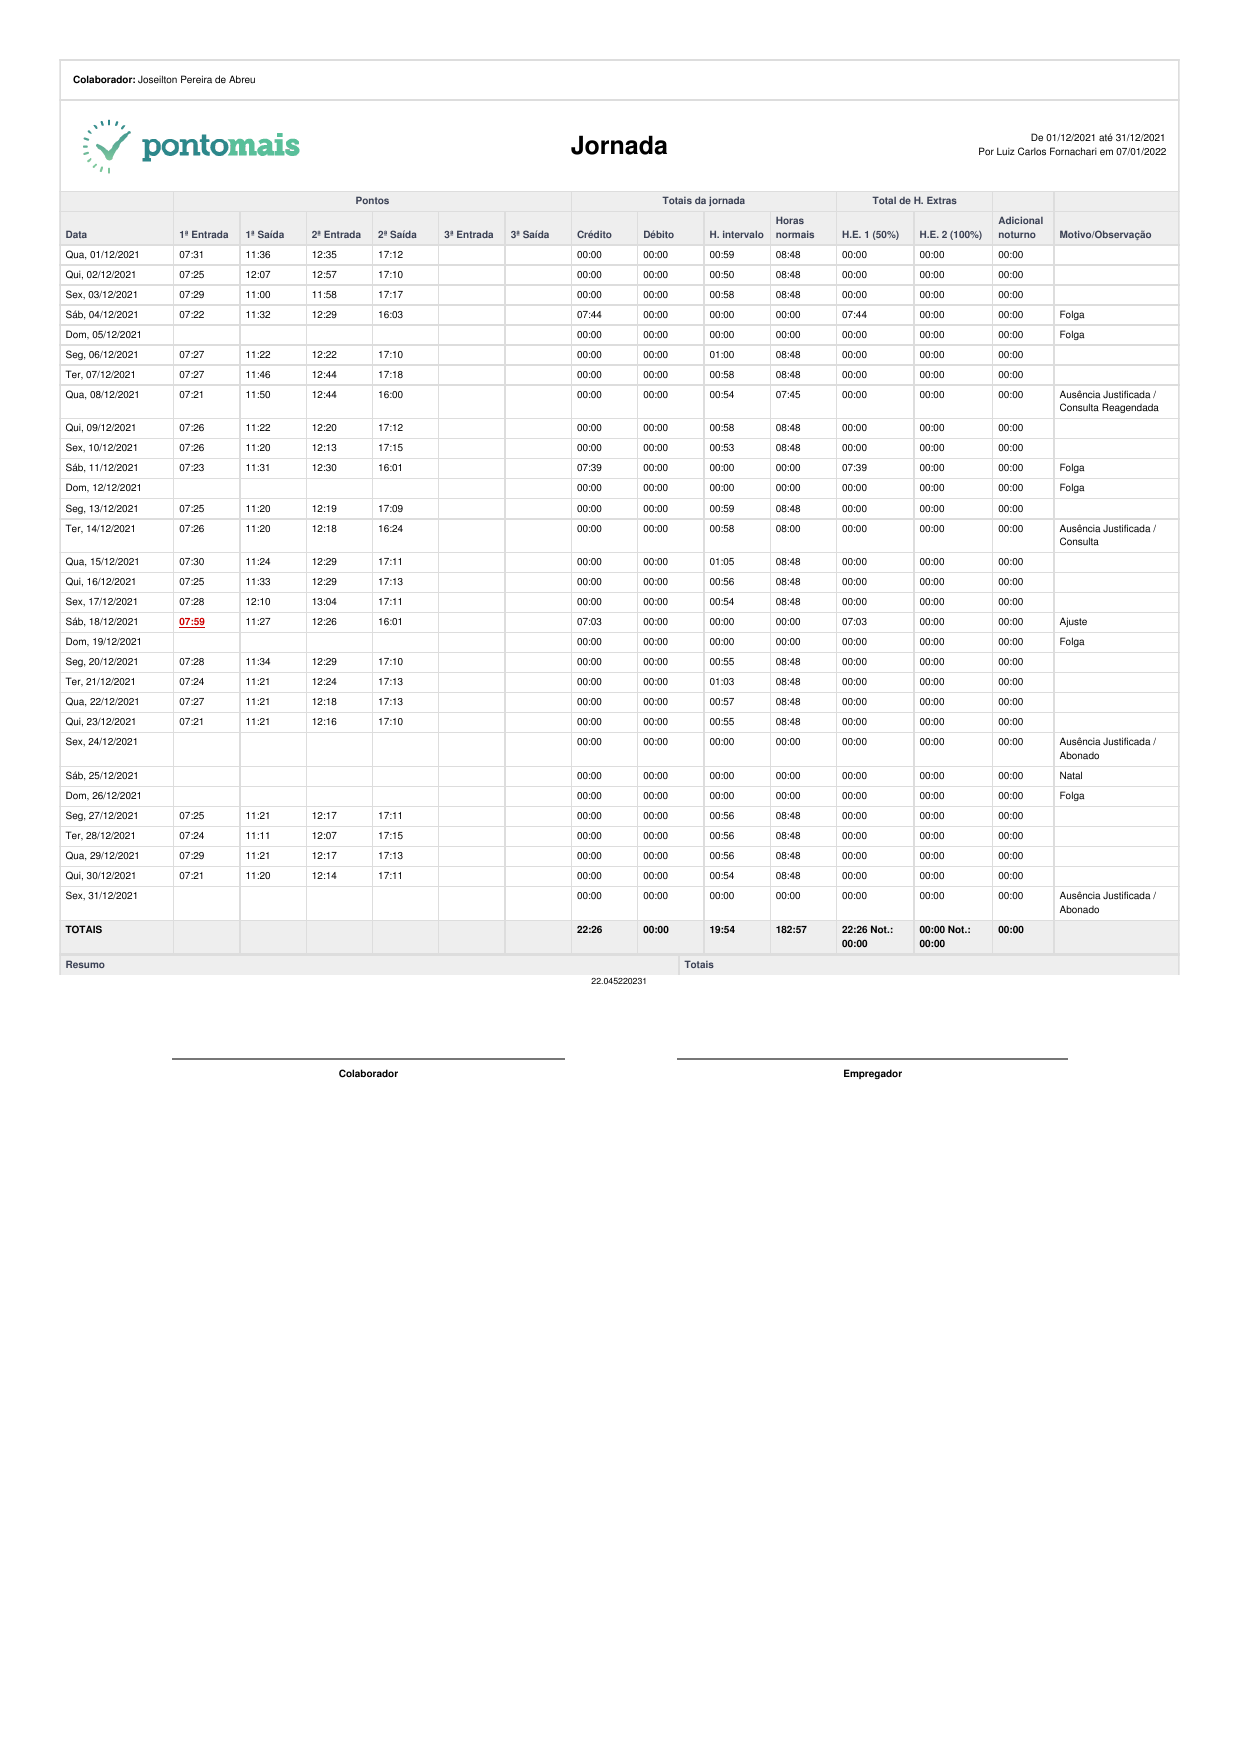 Colaborador: Joseilton Pereira de Abreu
pontomais
Jornada
De 01/12/2021 até 31/12/2021
Por Luiz Carlos Fornachari em 07/01/2022
Pontos Totais da jornada Total de H. Extras
Data 1ª Entrada 1ª Saída 2ª Entrada 2ª Saída 3ª Entrada 3ª Saída Crédito Débito H. intervalo Horas normais H.E. 1 (50%) H.E. 2 (100%) Adicional noturno Motivo/Observação
Qua, 01/12/2021 07:31 11:36 12:35 17:12 00:00 00:00 00:59 08:48 00:00 00:00 00:00
Qui, 02/12/2021 07:25 12:07 12:57 17:10 00:00 00:00 00:50 08:48 00:00 00:00 00:00
Sex, 03/12/2021 07:29 11:00 11:58 17:17 00:00 00:00 00:58 08:48 00:00 00:00 00:00
Sáb, 04/12/2021 07:22 11:32 12:29 16:03 07:44 00:00 00:00 00:00 07:44 00:00 00:00 Folga
Dom, 05/12/2021 00:00 00:00 00:00 00:00 00:00 00:00 00:00 Folga
Seg, 06/12/2021 07:27 11:22 12:22 17:10 00:00 00:00 01:00 08:48 00:00 00:00 00:00
Ter, 07/12/2021 07:27 11:46 12:44 17:18 00:00 00:00 00:58 08:48 00:00 00:00 00:00
Qua, 08/12/2021 07:21 11:50 12:44 16:00 00:00 00:00 00:54 07:45 00:00 00:00 00:00 Ausência Justificada /
Consulta Reagendada
Qui, 09/12/2021 07:26 11:22 12:20 17:12 00:00 00:00 00:58 08:48 00:00 00:00 00:00
Sex, 10/12/2021 07:26 11:20 12:13 17:15 00:00 00:00 00:53 08:48 00:00 00:00 00:00
Sáb, 11/12/2021 07:23 11:31 12:30 16:01 07:39 00:00 00:00 00:00 07:39 00:00 00:00 Folga
Dom, 12/12/2021 00:00 00:00 00:00 00:00 00:00 00:00 00:00 Folga
Seg, 13/12/2021 07:25 11:20 12:19 17:09 00:00 00:00 00:59 08:48 00:00 00:00 00:00
Ter, 14/12/2021 07:26 11:20 12:18 16:24 00:00 00:00 00:58 08:00 00:00 00:00 00:00 Ausência Justificada /
Consulta
Qua, 15/12/2021 07:30 11:24 12:29 17:11 00:00 00:00 01:05 08:48 00:00 00:00 00:00
Qui, 16/12/2021 07:25 11:33 12:29 17:13 00:00 00:00 00:56 08:48 00:00 00:00 00:00
Sex, 17/12/2021 07:28 12:10 13:04 17:11 00:00 00:00 00:54 08:48 00:00 00:00 00:00
Sáb, 18/12/2021 07:59 11:27 12:26 16:01 07:03 00:00 00:00 00:00 07:03 00:00 00:00 Ajuste
Dom, 19/12/2021 00:00 00:00 00:00 00:00 00:00 00:00 00:00 Folga
Seg, 20/12/2021 07:28 11:34 12:29 17:10 00:00 00:00 00:55 08:48 00:00 00:00 00:00
Ter, 21/12/2021 07:24 11:21 12:24 17:13 00:00 00:00 01:03 08:48 00:00 00:00 00:00
Qua, 22/12/2021 07:27 11:21 12:18 17:13 00:00 00:00 00:57 08:48 00:00 00:00 00:00
Qui, 23/12/2021 07:21 11:21 12:16 17:10 00:00 00:00 00:55 08:48 00:00 00:00 00:00
Sex, 24/12/2021 00:00 00:00 00:00 00:00 00:00 00:00 00:00 Ausência Justificada /
Abonado
Sáb, 25/12/2021 00:00 00:00 00:00 00:00 00:00 00:00 00:00 Natal
Dom, 26/12/2021 00:00 00:00 00:00 00:00 00:00 00:00 00:00 Folga
Seg, 27/12/2021 07:25 11:21 12:17 17:11 00:00 00:00 00:56 08:48 00:00 00:00 00:00
Ter, 28/12/2021 07:24 11:11 12:07 17:15 00:00 00:00 00:56 08:48 00:00 00:00 00:00
Qua, 29/12/2021 07:29 11:21 12:17 17:13 00:00 00:00 00:56 08:48 00:00 00:00 00:00
Qui, 30/12/2021 07:21 11:20 12:14 17:11 00:00 00:00 00:54 08:48 00:00 00:00 00:00
Sex, 31/12/2021 00:00 00:00 00:00 00:00 00:00 00:00 00:00 Ausência Justificada /
Abonado
TOTAIS 22:26 00:00 19:54 182:57 22:26 Not.: 00:00 00:00 Not.: 00:00 00:00
Resumo Totais
22.045220231
Colaborador Empregador